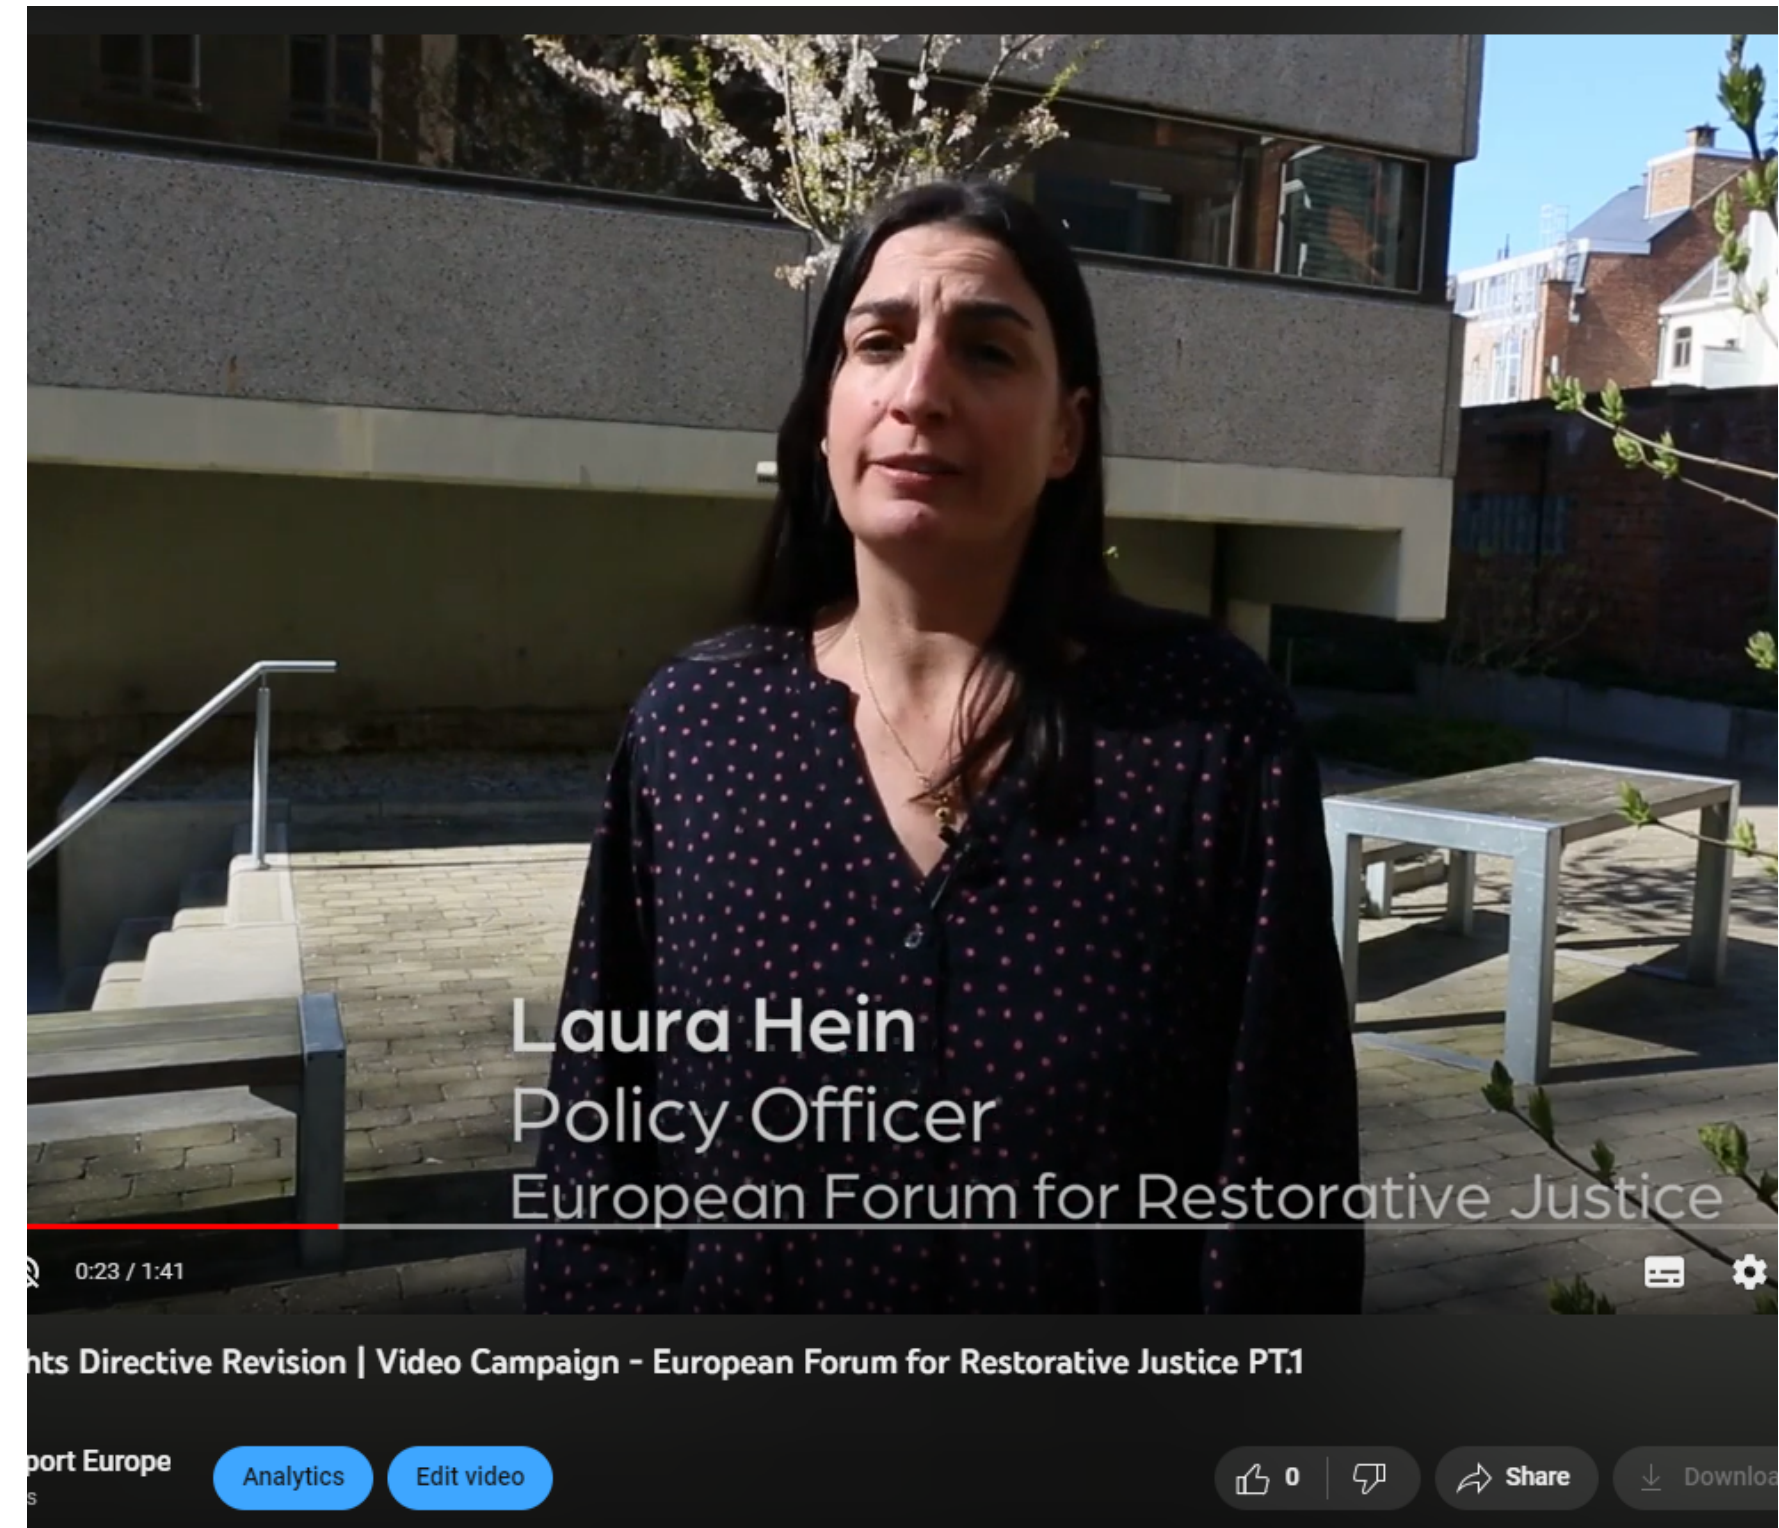 Laura Hein
Policy Officer
European Forum for Restorative Justice
0:23 / 1:41
hts Directive Revision | Video Campaign - European Forum for Restorative Justice PT.1
port Europe
Analytics
Edit video
0
Share
Downloa
s